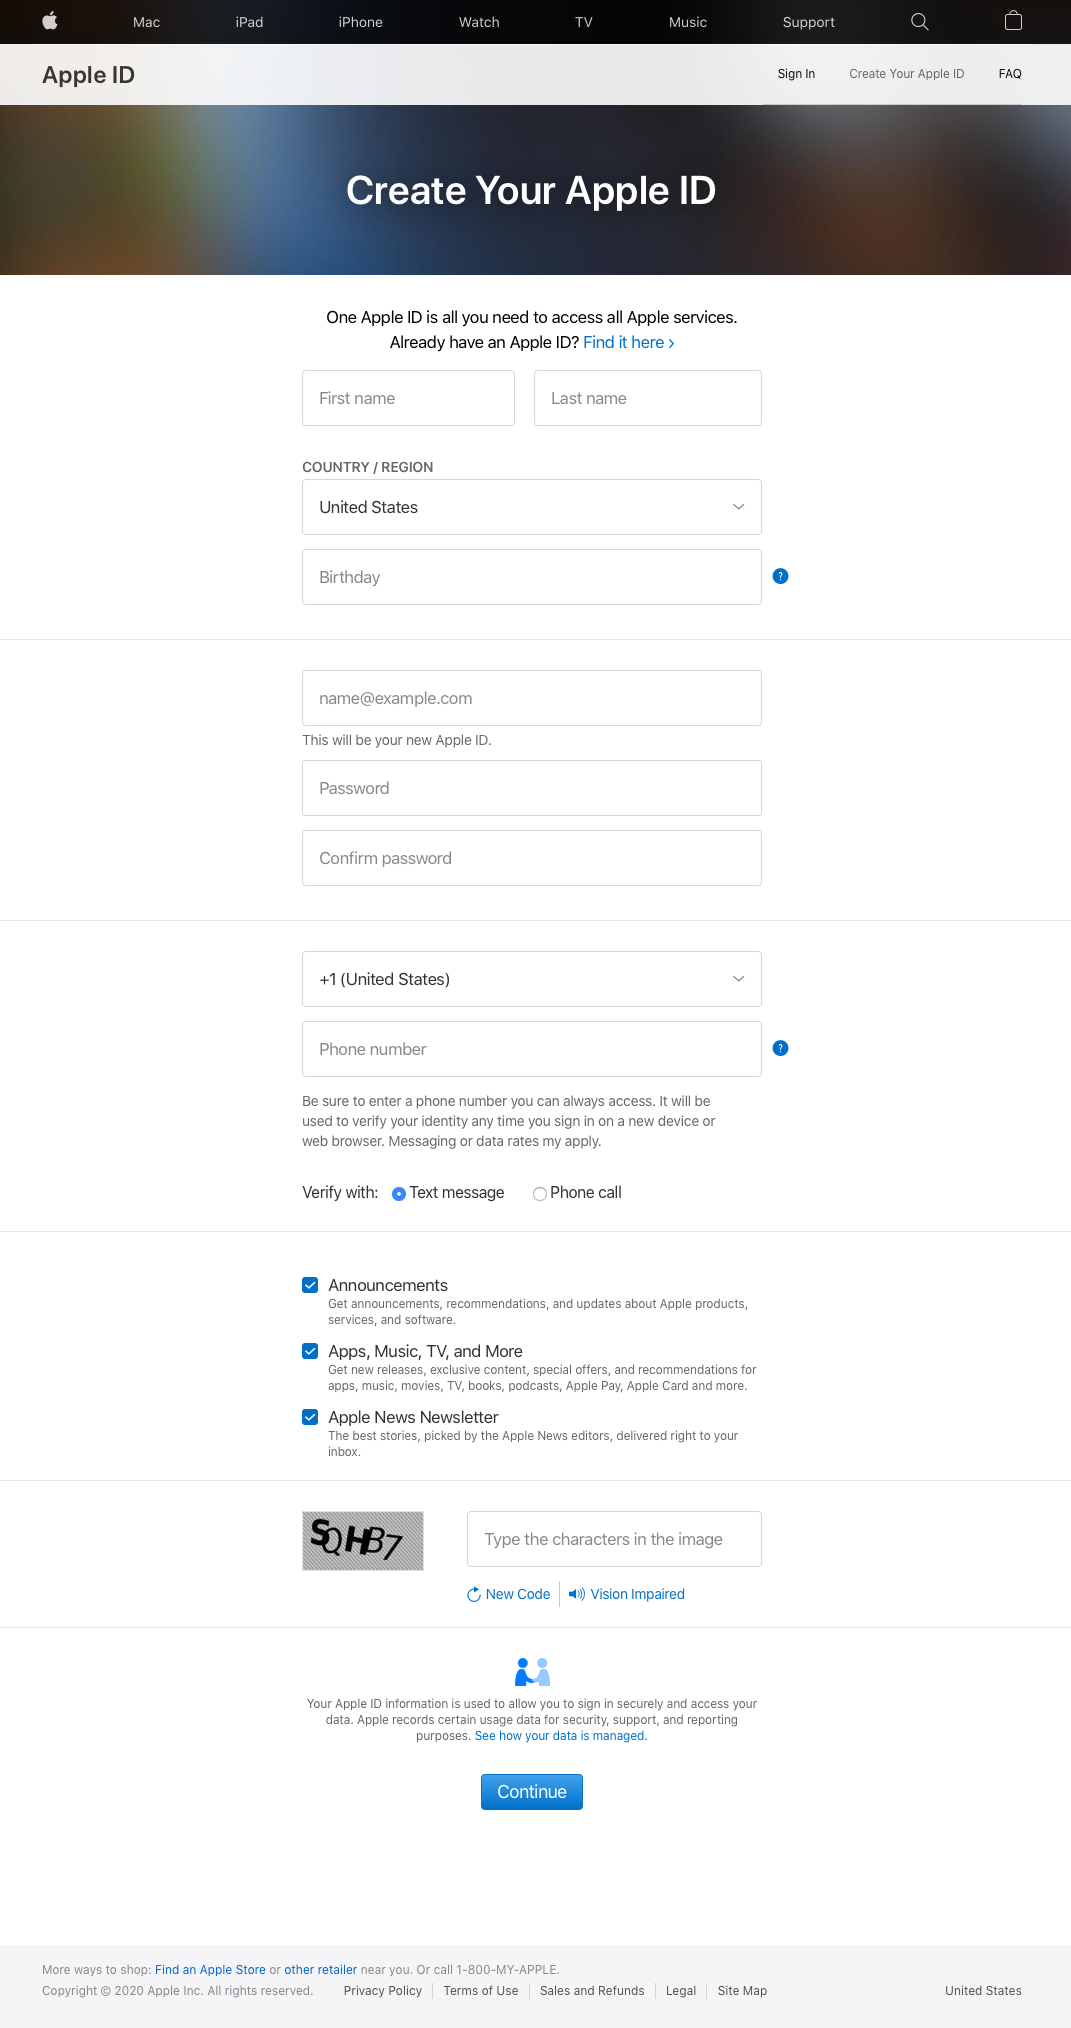 Mac iPad iPhone Watch TV Music Support
Apple ID
Sign In Create Your Apple ID FAQ
Create Your Apple ID
One Apple ID is all you need to access all Apple services.
Already have an Apple ID? Find it here ›
First name Last name
COUNTRY / REGION
United States
Birthday
?
name@example.com
This will be your new Apple ID.
Password
Confirm password
+1 (United States)
Phone number
?
Be sure to enter a phone number you can always access. It will be
used to verify your identity any time you sign in on a new device or
web browser. Messaging or data rates my apply.
Verify with: Text message Phone call
Announcements
Get announcements, recommendations, and updates about Apple products,
services, and software.
Apps, Music, TV, and More
Get new releases, exclusive content, special offers, and recommendations for
apps, music, movies, TV, books, podcasts, Apple Pay, Apple Card and more.
Apple News Newsletter
The best stories, picked by the Apple News editors, delivered right to your
inbox.
SQHB7 Type the characters in the image
New Code Vision Impaired
Your Apple ID information is used to allow you to sign in securely and access your
data. Apple records certain usage data for security, support, and reporting
purposes. See how your data is managed.
Continue
More ways to shop: Find an Apple Store or other retailer near you. Or call 1-800-MY-APPLE.
Copyright © 2020 Apple Inc. All rights reserved. Privacy Policy Terms of Use Sales and Refunds Legal Site Map United States